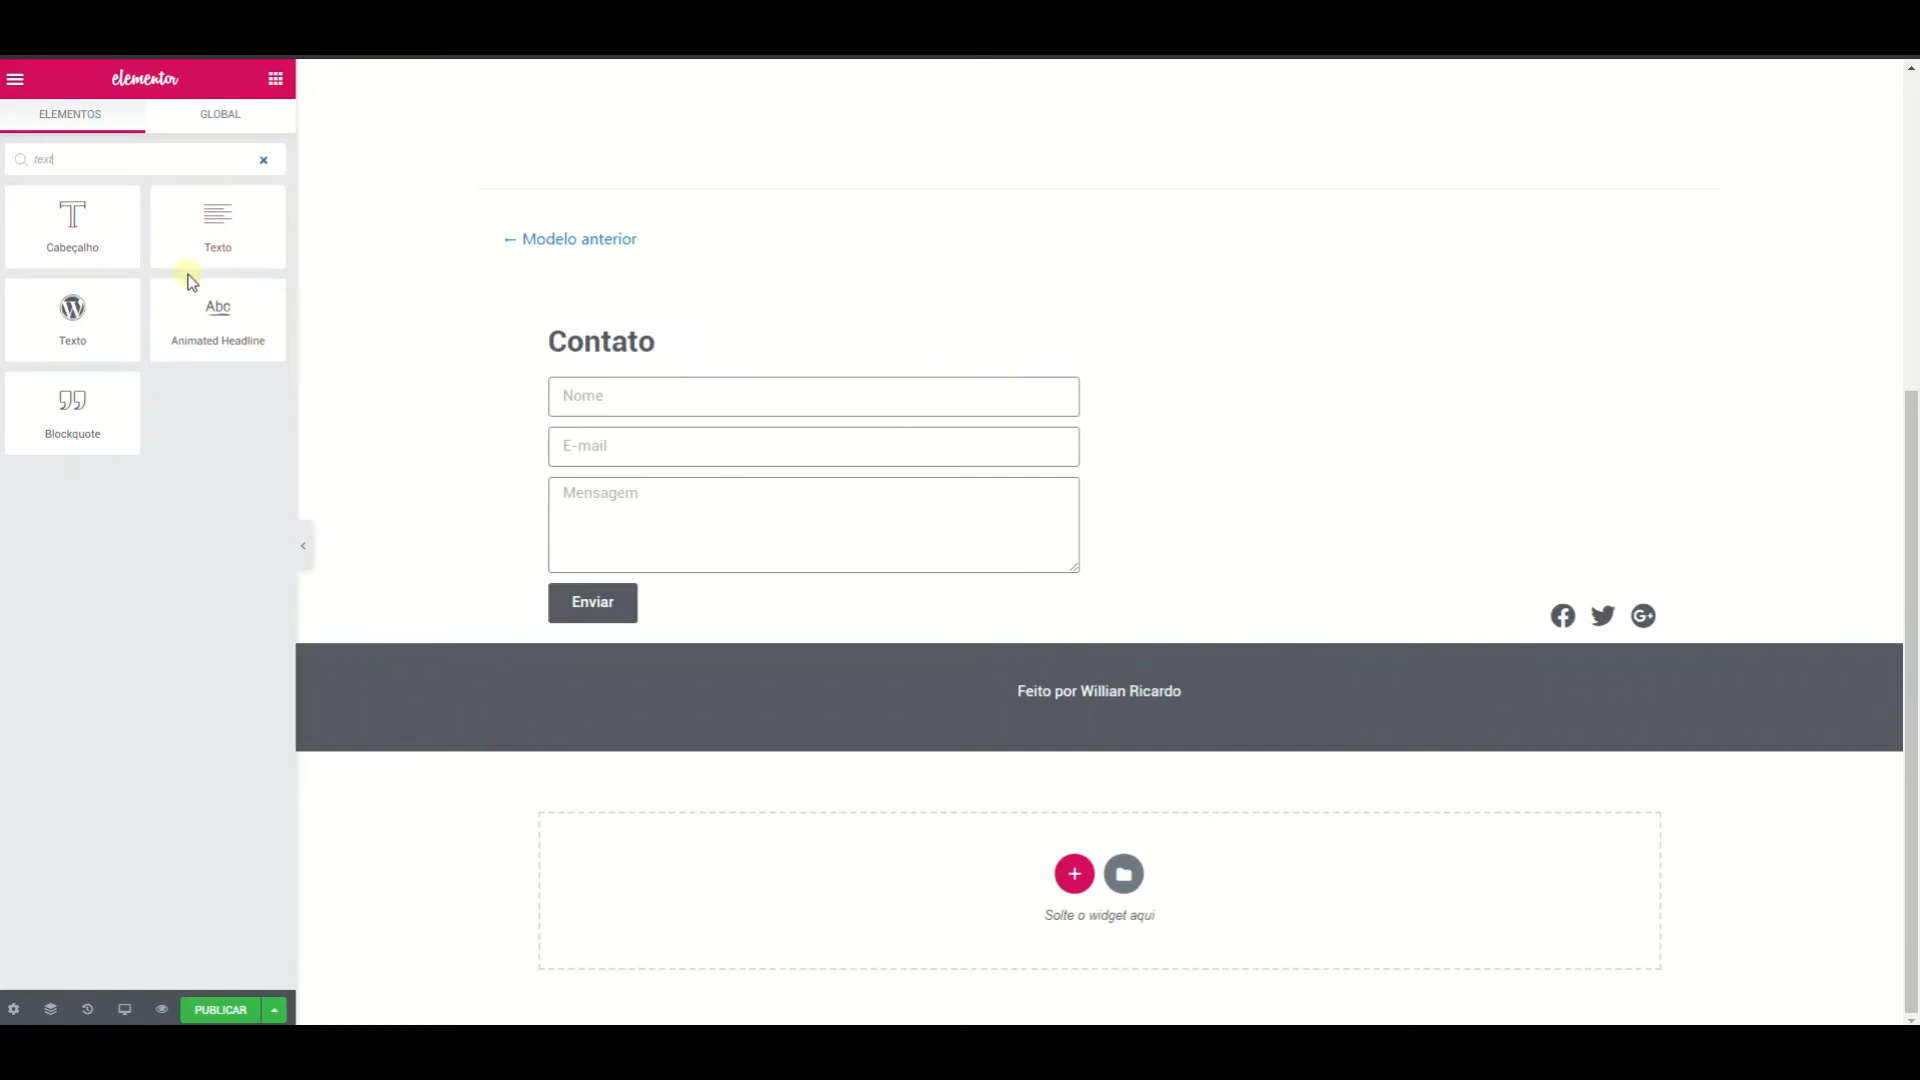 elementor
ELEMENTOS
GLOBAL
text
Cabeçalho
Texto
Texto
Abc
Animated Headline
Blockquote
PUBLICAR
← Modelo anterior
Contato
Nome
E-mail
Mensagem
Enviar
Feito por Willian Ricardo
Solte o widget aqui